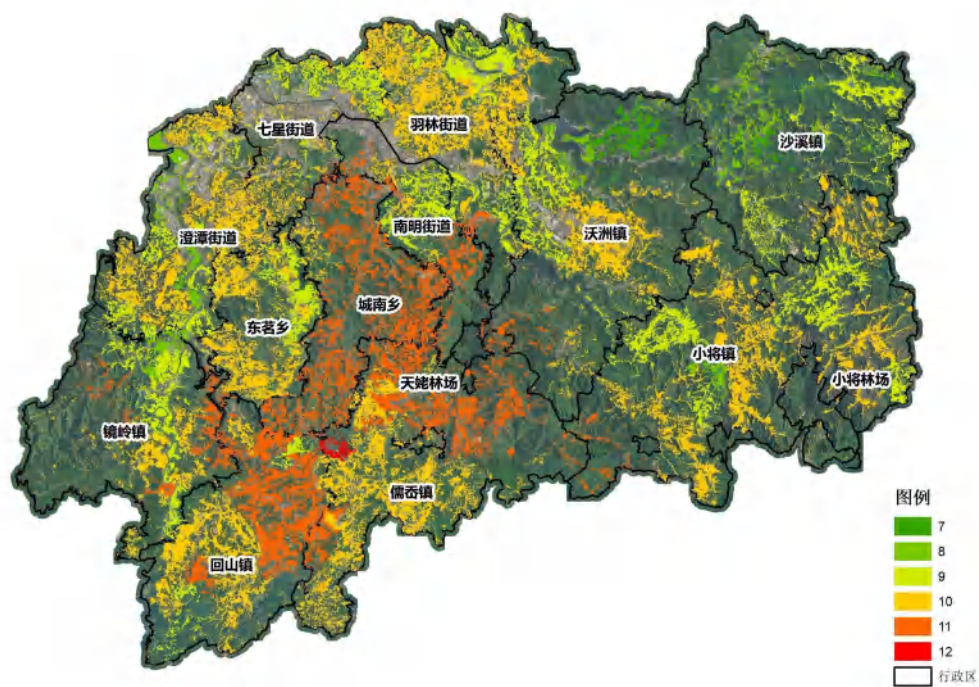 七星街道
羽林街道
沙溪镇
澄潭街道
南明街道
沃洲镇
城南乡
东茗乡
小将镇
天姥林场
小将林场
镜岭镇
儒岙镇
回山镇
图例
7
8
9
10
11
12
行政区